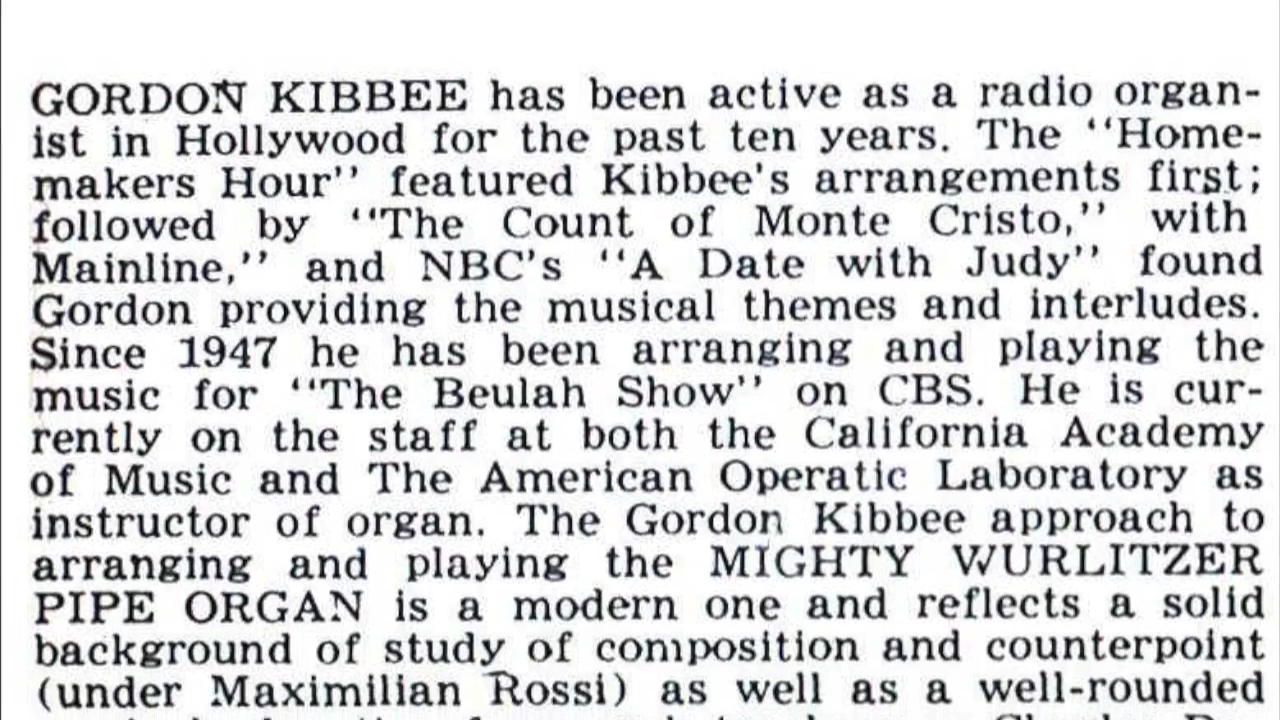 GORDON KIBBEE has been active as a radio organ-
ist in Hollywood for the past ten years. The "Home-
makers Hour" featured Kibbee's arrangements first;
followed by "The Count of Monte Cristo," with
Mainline," and NBC's "A Date with Judy" found
Gordon providing the musical themes and interludes.
Since 1947 he has been arranging and playing the
music for "The Beulah Show" on CBS. He is cur-
rently on the staff at both the California Academy
of Music and The American Operatic Laboratory as
instructor of organ. The Gordon Kibbee approach to
arranging and playing the MIGHTY WURLITZER
PIPE ORGAN is a modern one and reflects a solid
background of study of composition and counterpoint
(under Maximilian Rossi) as well as a well-rounded